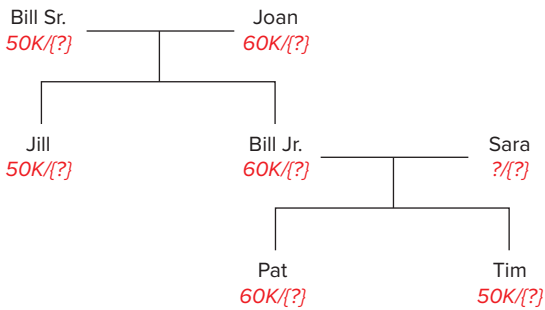 Bill Sr. Joan
50K/{?} 60K/{?}
Jill Bill Jr. Sara
50K/{?} 60K/{?} ?/{?}
Pat Tim
60K/{?} 50K/{?}